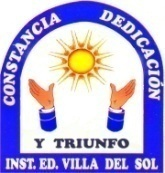 CONSTANCIA DEDICACIÓN
Y TRIUNFO
INST. ED. VILLA DEL SOL